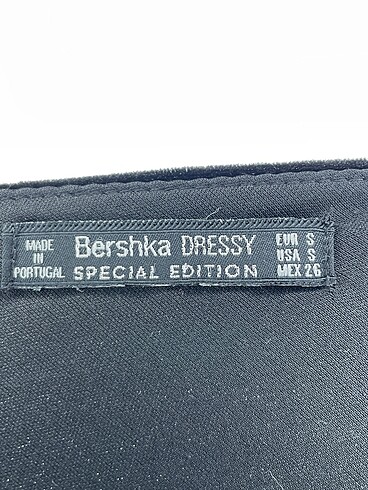 MADE
IN
PORTUGAL
Bershka DRESSY
SPECIAL EDITION
EUR S
USA S
MEX 26